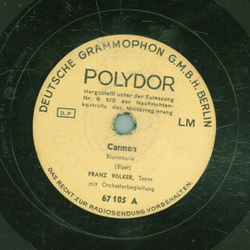 DEUTSCHE GRAMMOPHON G.M.B.H. BERLIN
POLYDOR
Hergestellt unter der Zulassung
Nr. B. 510 der Nachrichten-
kontrolle der Militärregierung
D.P.
LM
Carmen
Blumenarie
(Bizet)
FRANZ VOLKER, Tenor
mit Orchesterbegleitung
67 105 A
DAS RECHT ZUR RADIOSENDUNG VORBEHALTEN.